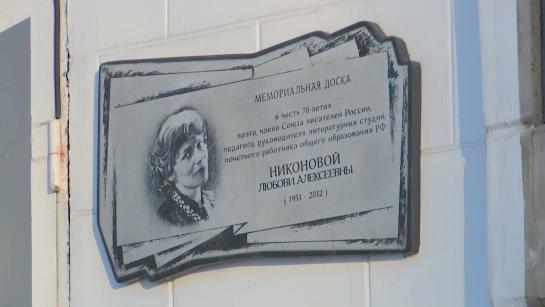 МЕМОРИАЛЬНАЯ ДОСКА
в честь 70-летия
поэта, члена Союза писателей России,
педагога, руководителя литературных студий,
почетного работника общего образования РФ
НИКОНОВОЙ
ЛЮБОВИ АЛЕКСЕЕВНЫ
( 1951 - 2012 )